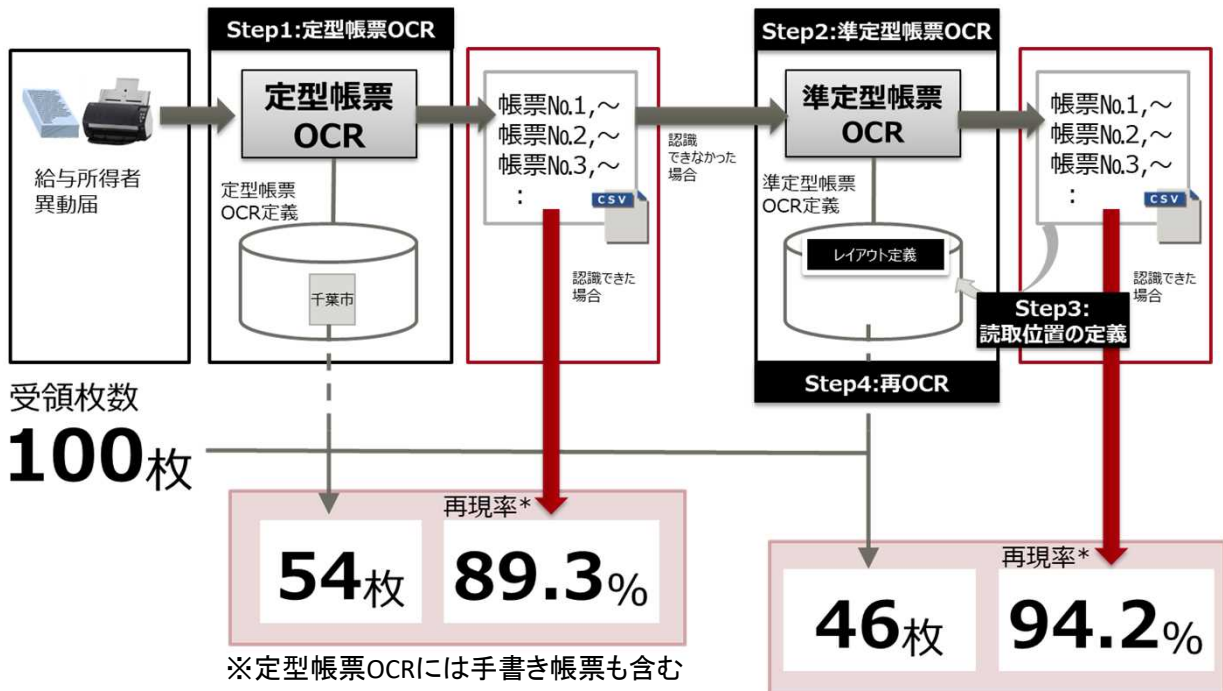 Step1:定型帳票OCR
Step2:準定型帳票OCR
給与所得者
異動届
定型帳票
OCR
定型帳票
OCR定義
千葉市
帳票№1,～
帳票№2,～
帳票№3,～
:
CSV
認識
できなかった
場合
認識できた
場合
準定型帳票
OCR
準定型帳票
OCR定義
レイアウト定義
帳票№1,～
帳票№2,～
帳票№3,～
:
CSV
Step3:
読取位置の定義
認識できた
場合
Step4:再OCR
受領枚数
100枚
54枚
再現率*
89.3%
※定型帳票OCRには手書き帳票も含む
46枚
再現率*
94.2%